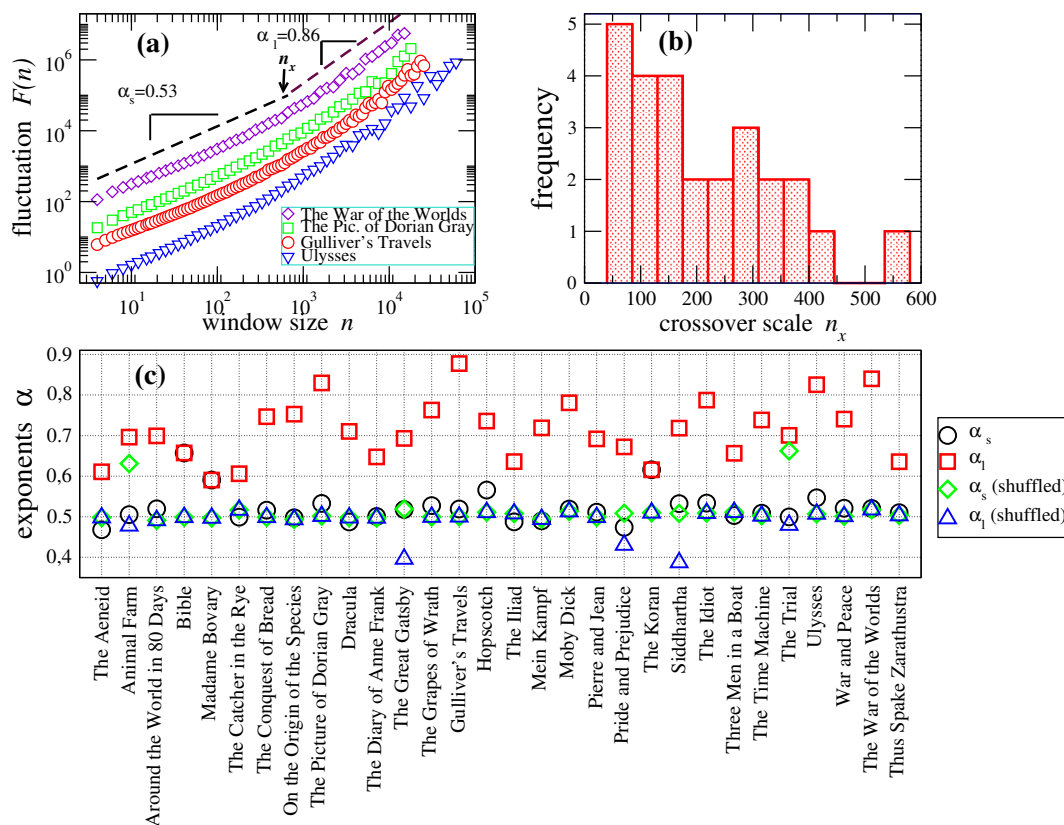 (a)
α_l=0.86
n_x
α_s=0.53
fluctuation F(n)
10^6
10^4
10^2
10^0
The War of the Worlds
The Pic. of Dorian Gray
Gulliver's Travels
Ulysses
10^1 10^2 10^3 10^4 10^5
window size n
(b)
frequency
5
4
3
2
1
0
0 100 200 300 400 500 600
crossover scale n_x
(c)
exponents α
0.9
0.8
0.7
0.6
0.5
0,4
α_s
α_l
α_s (shuffled)
α_l (shuffled)
The Aeneid
Animal Farm
Around the World in 80 Days
Bible
Madame Bovary
The Catcher in the Rye
The Conquest of Bread
On the Origin of the Species
The Picture of Dorian Gray
Dracula
The Diary of Anne Frank
The Great Gatsby
The Grapes of Wrath
Gulliver's Travels
Hopscotch
The Iliad
Mein Kampf
Moby Dick
Pierre and Jean
Pride and Prejudice
The Koran
Siddhartha
The Idiot
Three Men in a Boat
The Time Machine
The Trial
Ulysses
War and Peace
The War of the Worlds
Thus Spake Zarathustra